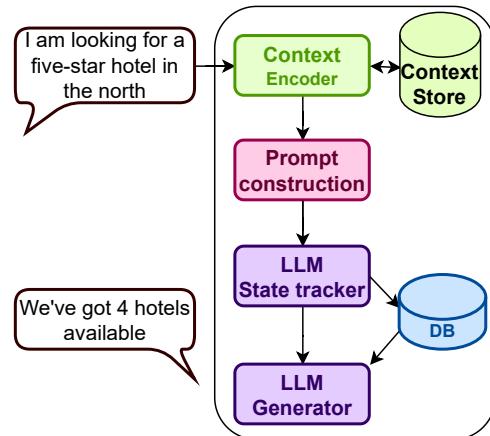 I am looking for a
five-star hotel in
the north
Context
Encoder
Context
Store
Prompt
construction
LLM
State tracker
DB
We've got 4 hotels
available
LLM
Generator